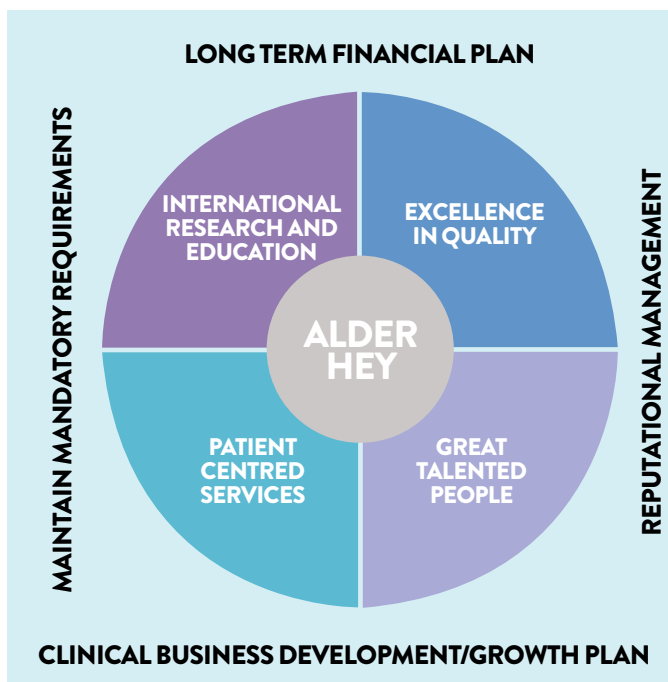 LONG TERM FINANCIAL PLAN
MAINTAIN MANDATORY REQUIREMENTS
INTERNATIONAL
RESEARCH AND
EDUCATION
EXCELLENCE
IN QUALITY
ALDER
HEY
PATIENT
CENTRED
SERVICES
GREAT
TALENTED
PEOPLE
REPUTATIONAL MANAGEMENT
CLINICAL BUSINESS DEVELOPMENT/GROWTH PLAN